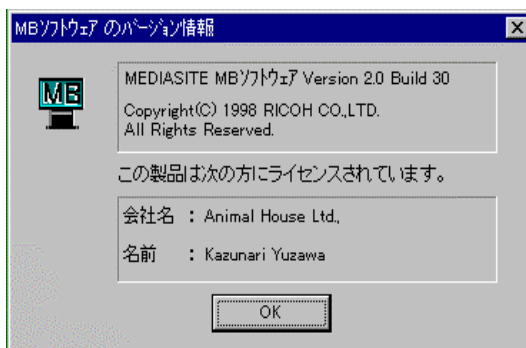 MBｿﾌﾄｳｪｱ のﾊﾞｰｼﾞｮﾝ情報
MB
MEDIASITE MBｿﾌﾄｳｪｱ Version 2.0 Build 30
Copyright(C) 1998 RICOH CO.,LTD.
All Rights Reserved.
この製品は次の方にライセンスされています。
会社名 : Animal House Ltd.,
名前 : Kazunari Yuzawa
OK